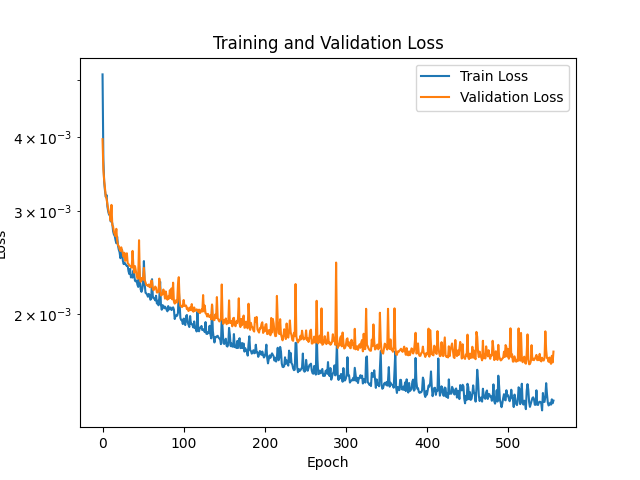 Training and Validation Loss
Train Loss
Validation Loss
4 × 10⁻³
3 × 10⁻³
2 × 10⁻³
Loss
0 100 200 300 400 500
Epoch